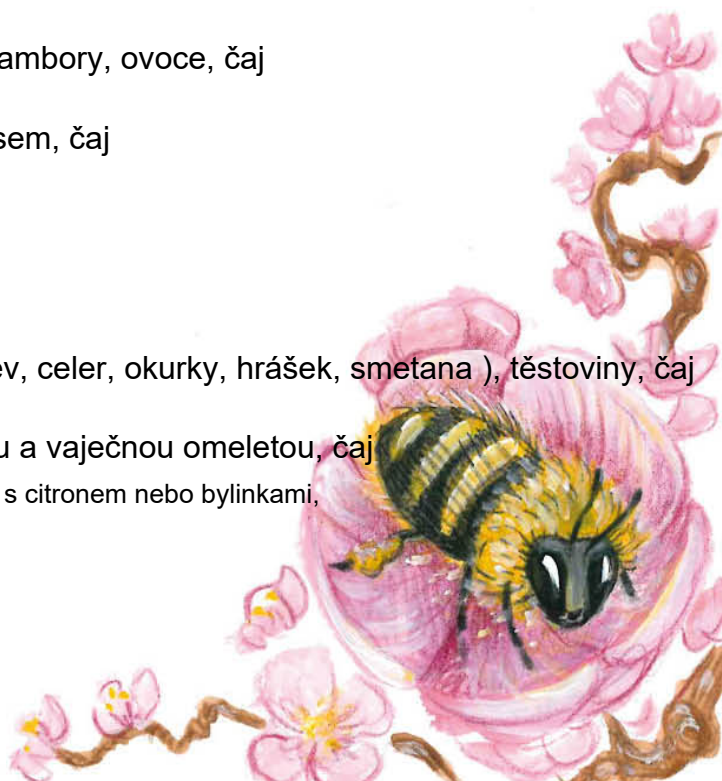 ambory, ovoce, čaj
sem, čaj
ev, celer, okurky, hrášek, smetana ), těstoviny, čaj
u a vaječnou omeletou, čaj
s citronem nebo bylinkami,